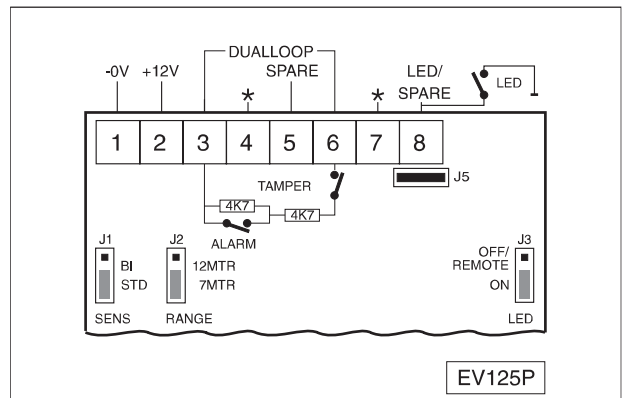 DUALLOOP
-0V +12V SPARE LED/ SPARE LED
* *
1 2 3 4 5 6 7 8
J5
TAMPER
4K7 4K7
ALARM
J1 J2 J3
BI 12MTR OFF/ REMOTE
STD 7MTR ON
SENS RANGE LED
EV125P